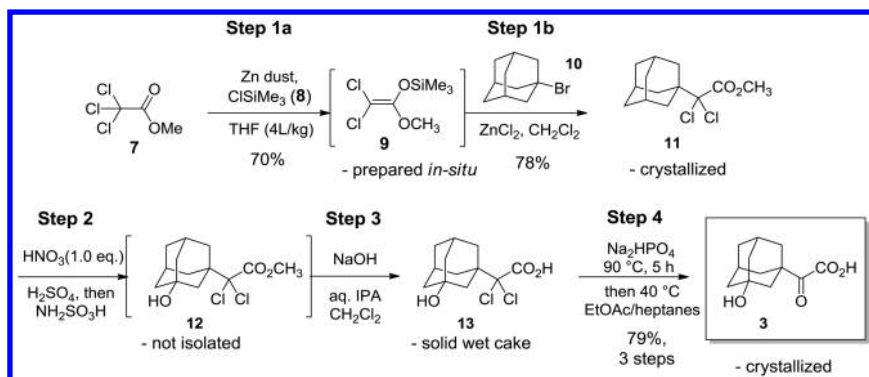 Step 1a
Step 1b
Cl
Cl
Cl
O
OMe
7
Zn dust,
ClSiMe3 (8)
THF (4L/kg)
70%
Cl
Cl
OSiMe3
OCH3
9
- prepared in-situ
10
Br
ZnCl2, CH2Cl2
78%
CO2CH3
Cl Cl
11
- crystallized
Step 2
HNO3(1.0 eq.)
H2SO4, then
NH2SO3H
HO
CO2CH3
Cl Cl
12
- not isolated
Step 3
NaOH
aq. IPA
CH2Cl2
HO
CO2H
Cl Cl
13
- solid wet cake
Step 4
Na2HPO4
90 °C, 5 h
then 40 °C
EtOAc/heptanes
79%,
3 steps
HO
CO2H
O
3
- crystallized